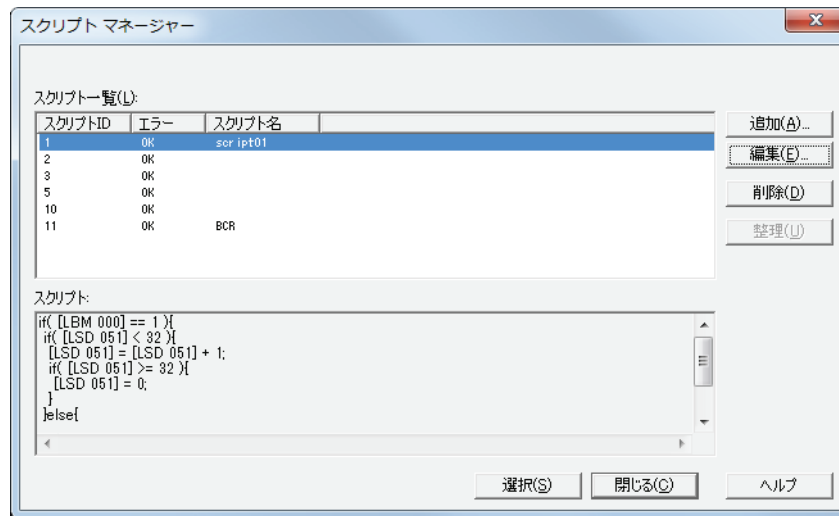 スクリプト マネージャー
スクリプト一覧(L):
スクリプトID エラー スクリプト名
1 OK script01
2 OK
3 OK
5 OK
10 OK
11 OK BCR
追加(A)...
編集(E)...
削除(D)
整理(U)
スクリプト:
if( [LBM 000] == 1 ){
if( [LSD 051] < 32 ){
[LSD 051] = [LSD 051] + 1;
if( [LSD 051] >= 32 ){
[LSD 051] = 0;
}
}else{
選択(S) 閉じる(C) ヘルプ